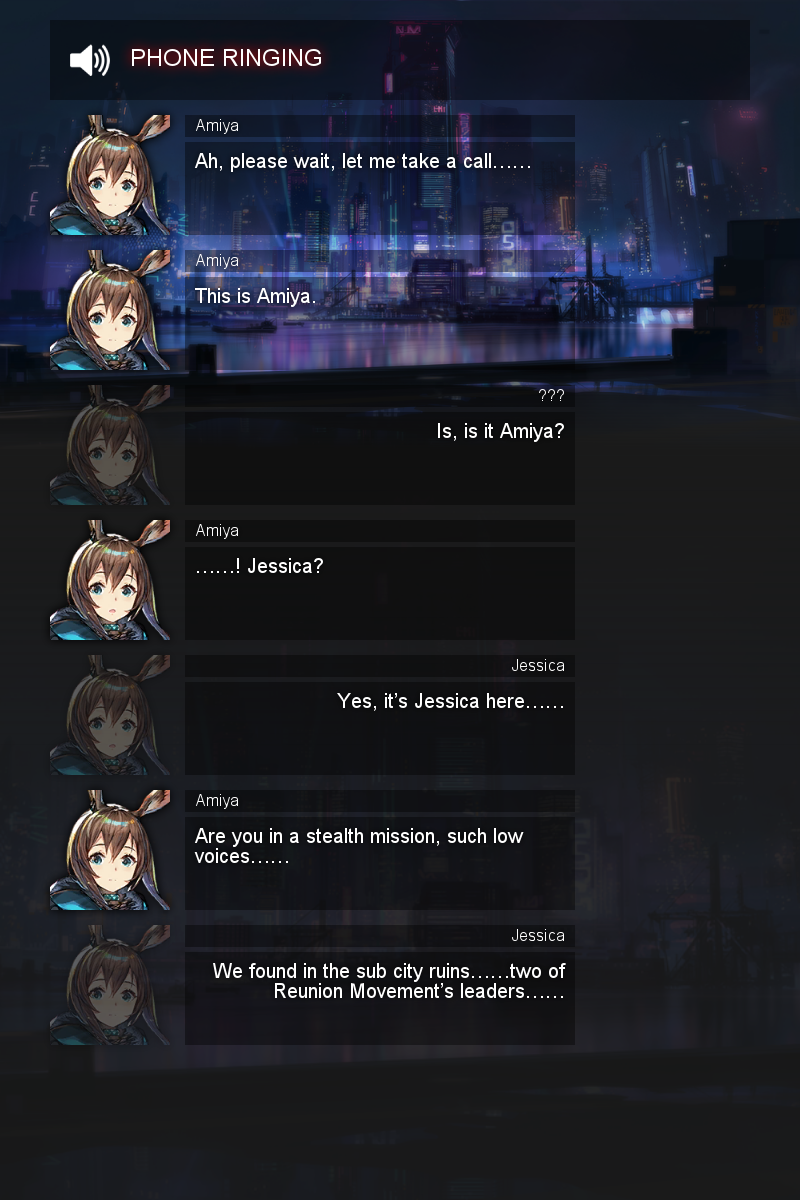 PHONE RINGING
Amiya
Ah, please wait, let me take a call……
Amiya
This is Amiya.
???
Is, is it Amiya?
Amiya
……! Jessica?
Jessica
Yes, it’s Jessica here……
Amiya
Are you in a stealth mission, such low
voices……
Jessica
We found in the sub city ruins……two of
Reunion Movement’s leaders……